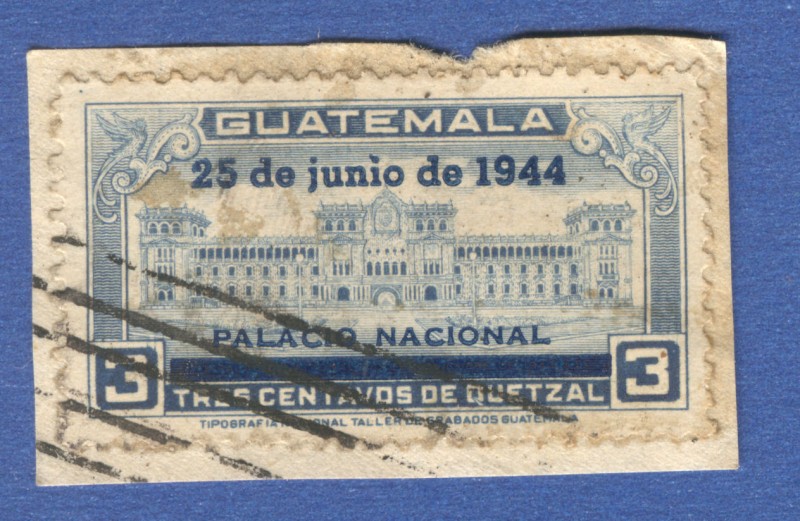 GUATEMALA
25 de junio de 1944
PALACIO NACIONAL
3 TRES CENTAVOS DE QUETZAL 3
TIPOGRAFIA NACIONAL TALLER DE GRABADOS GUATEMALA